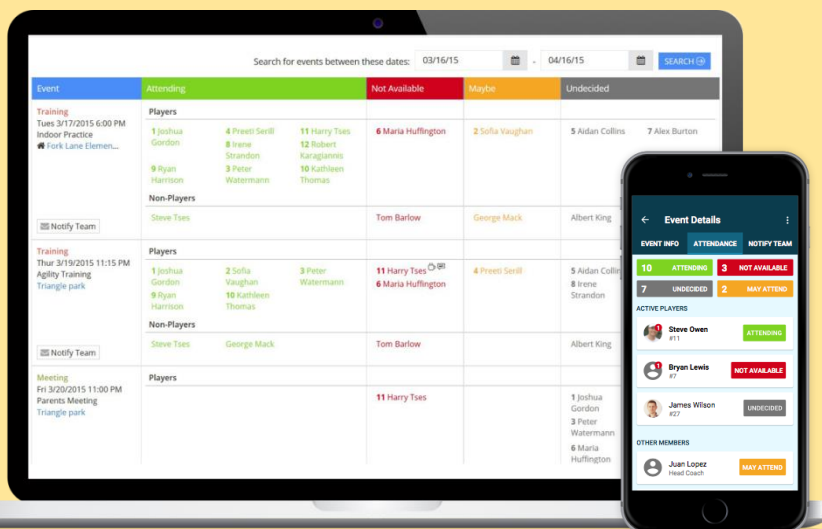 Search for events between these dates: 03/16/15 - 04/16/15 SEARCH
Event Attending Not Available Maybe Undecided
Training
Tues 3/17/2015 6:00 PM
Indoor Practice
Fork Lane Elemen...
Notify Team
Players
1 Joshua Gordon
4 Preeti Serill
11 Harry Tses
8 Irene Strandon
12 Robert Karagiannis
9 Ryan Harrison
3 Peter Watermann
10 Kathleen Thomas
6 Maria Huffington
2 Sofia Vaughan
5 Aidan Collins
7 Alex Burton
Non-Players
Steve Tses
Tom Barlow
George Mack
Albert King
Training
Thur 3/19/2015 11:15 PM
Agility Training
Triangle park
Notify Team
Players
1 Joshua Gordon
2 Sofia Vaughan
3 Peter Watermann
9 Ryan Harrison
10 Kathleen Thomas
11 Harry Tses
6 Maria Huffington
4 Preeti Serill
5 Aidan Collin
8 Irene Strandon
Non-Players
Steve Tses
George Mack
Tom Barlow
Albert King
Meeting
Fri 3/20/2015 11:00 PM
Parents Meeting
Triangle park
Players
11 Harry Tses
1 Joshua Gordon
3 Peter Watermann
6 Maria Huffington
Event Details
EVENT INFO ATTENDANCE NOTIFY TEAM
10 ATTENDING 3 NOT AVAILABLE
7 UNDECIDED 2 MAY ATTEND
ACTIVE PLAYERS
Steve Owen
#11
ATTENDING
Bryan Lewis
#7
NOT AVAILABLE
James Wilson
#27
UNDECIDED
OTHER MEMBERS
Juan Lopez
Head Coach
MAY ATTEND